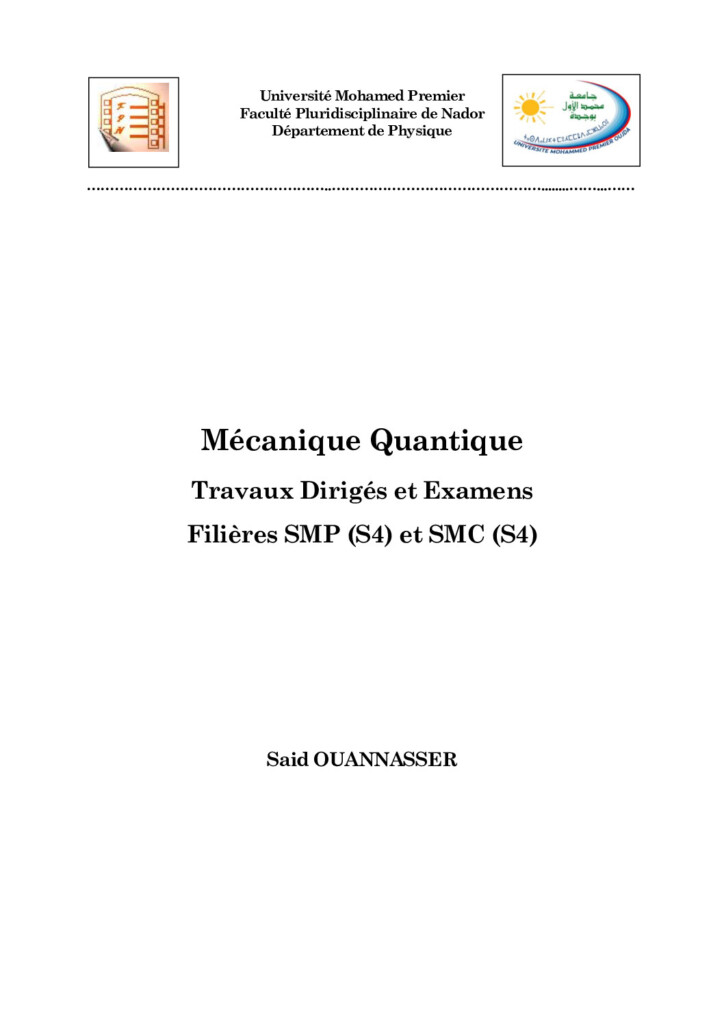 Université Mohamed Premier
Faculté Pluridisciplinaire de Nador
Département de Physique
جامعة
محمد الأول
بوجدة
UNIVERSITE MOHAMMED PREMIER OUJDA
F
P
N
Mécanique Quantique
Travaux Dirigés et Examens
Filières SMP (S4) et SMC (S4)
Said OUANNASSER